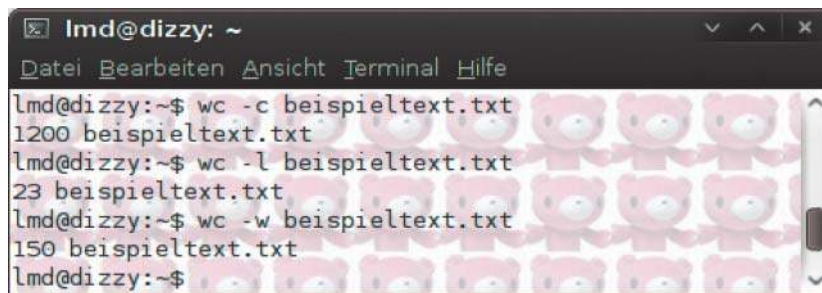 lmd@dizzy: ~
Datei Bearbeiten Ansicht Terminal Hilfe
lmd@dizzy:~$ wc -c beispieltext.txt
1200 beispieltext.txt
lmd@dizzy:~$ wc -l beispieltext.txt
23 beispieltext.txt
lmd@dizzy:~$ wc -w beispieltext.txt
150 beispieltext.txt
lmd@dizzy:~$